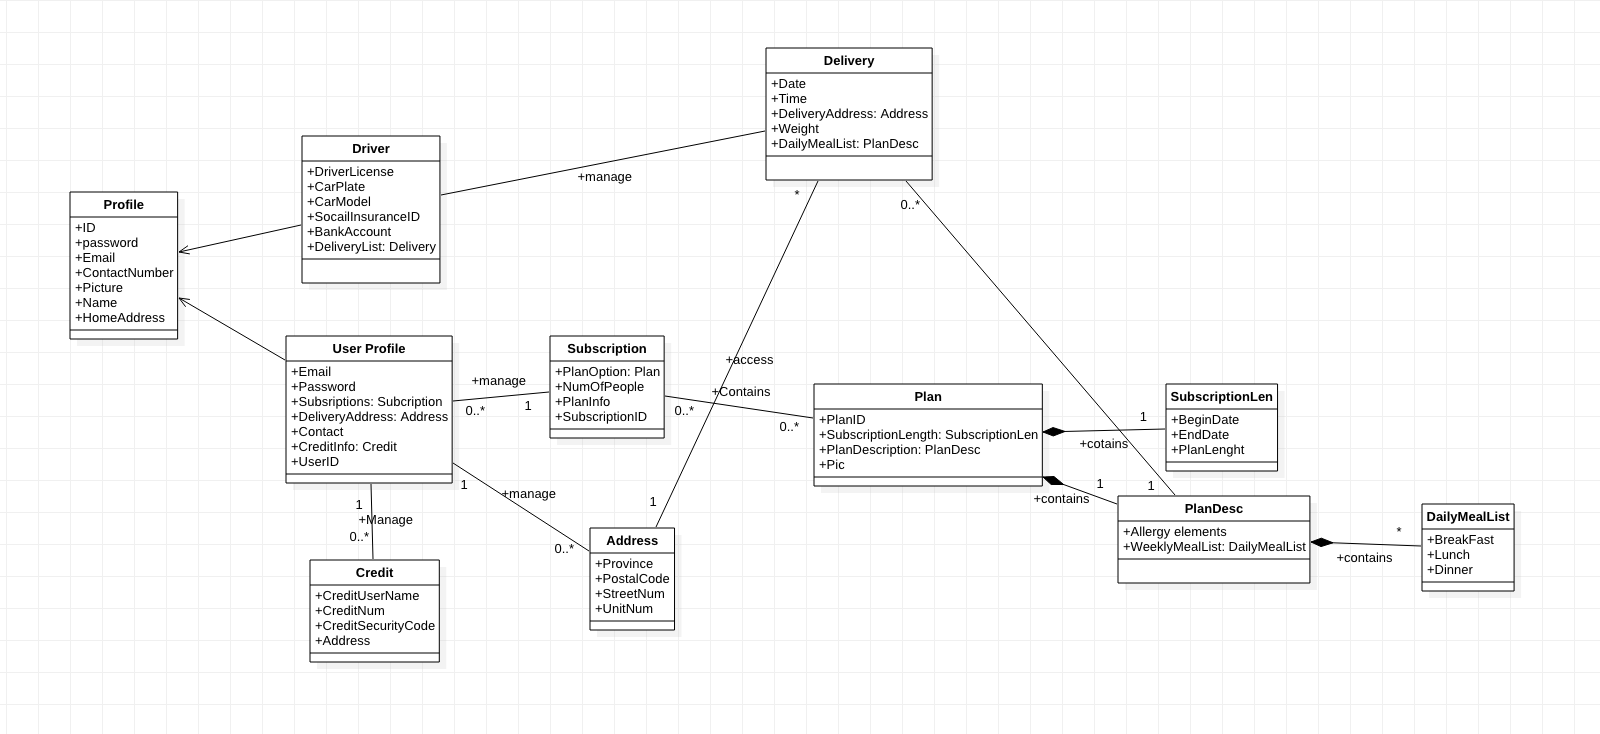 Delivery
+Date
+Time
+DeliveryAddress: Address
+Weight
+DailyMealList: PlanDesc
Driver
+DriverLicense
+CarPlate
+CarModel
+SocailInsuranceID
+BankAccount
+DeliveryList: Delivery
+manage
Profile
+ID
+password
+Email
+ContactNumber
+Picture
+Name
+HomeAddress
*
0..*
User Profile
+Email
+Password
+Subsriptions: Subcription
+DeliveryAddress: Address
+Contact
+CreditInfo: Credit
+UserID
+manage
0..*
1
Subscription
+PlanOption: Plan
+NumOfPeople
+PlanInfo
+SubscriptionID
+access
+Contains
0..*
0..*
Plan
+PlanID
+SubscriptionLength: SubscriptionLen
+PlanDescription: PlanDesc
+Pic
1
+cotains
SubscriptionLen
+BeginDate
+EndDate
+PlanLenght
1
+contains
1
PlanDesc
+Allergy elements
+WeeklyMealList: DailyMealList
*
+contains
DailyMealList
+BreakFast
+Lunch
+Dinner
1
+manage
0..*
1
1
+Manage
0..*
Address
+Province
+PostalCode
+StreetNum
+UnitNum
Credit
+CreditUserName
+CreditNum
+CreditSecurityCode
+Address